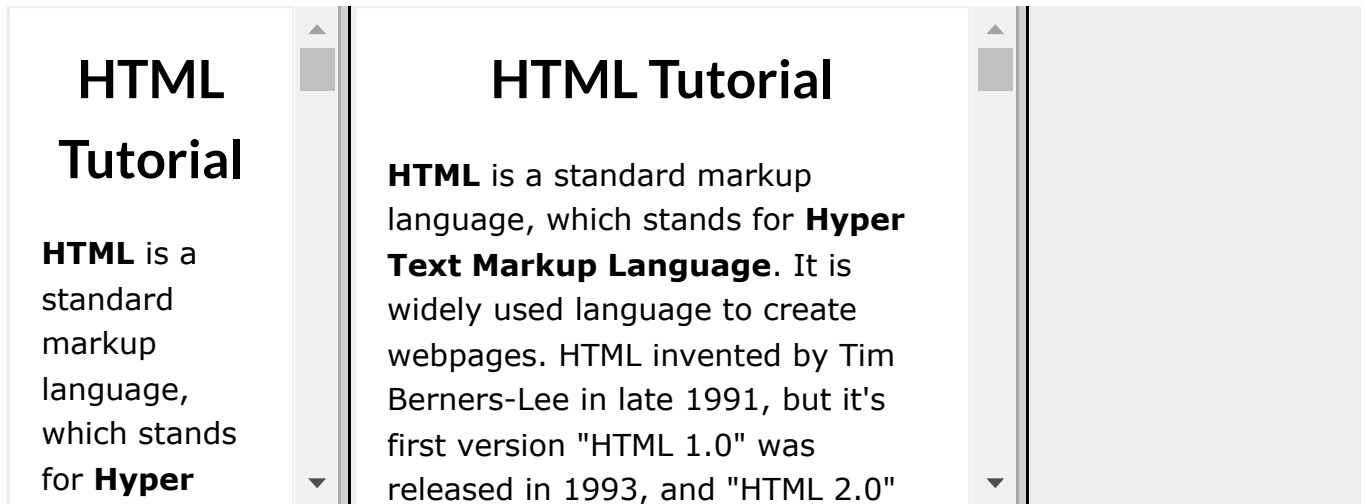 HTML
Tutorial
HTML is a
standard
markup
language,
which stands
for Hyper
HTML Tutorial
HTML is a standard markup
language, which stands for Hyper
Text Markup Language. It is
widely used language to create
webpages. HTML invented by Tim
Berners-Lee in late 1991, but it's
first version "HTML 1.0" was
released in 1993, and "HTML 2.0"